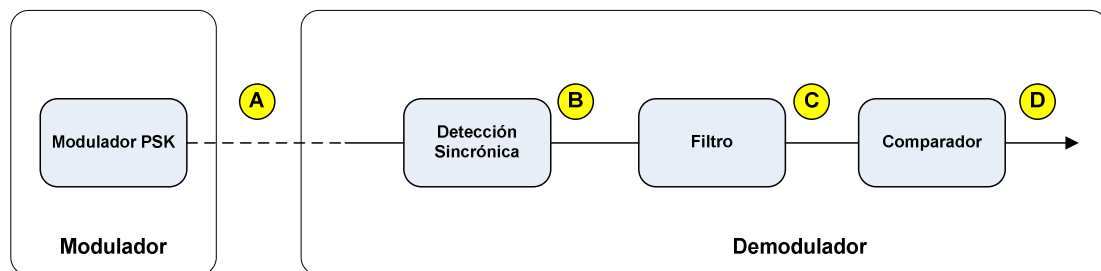 A
B
C
D
Modulador PSK
Detección
Sincrónica
Filtro
Comparador
Modulador
Demodulador